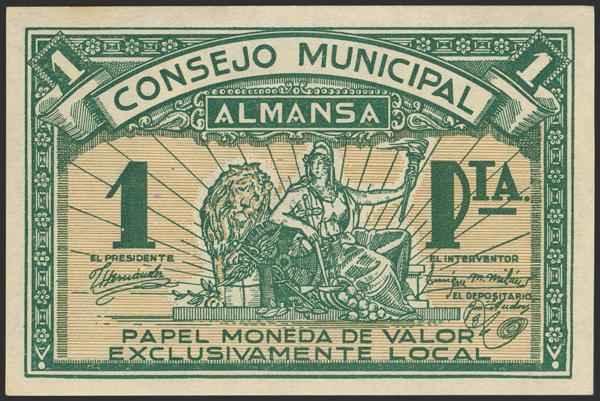 1 1
CONSEJO MUNICIPAL
ALMANSA
1 PTA.
EL PRESIDENTE
EL INTERVENTOR
Hernández
EL DEPOSITARIO
PAPEL MONEDA DE VALOR
EXCLUSIVAMENTE LOCAL